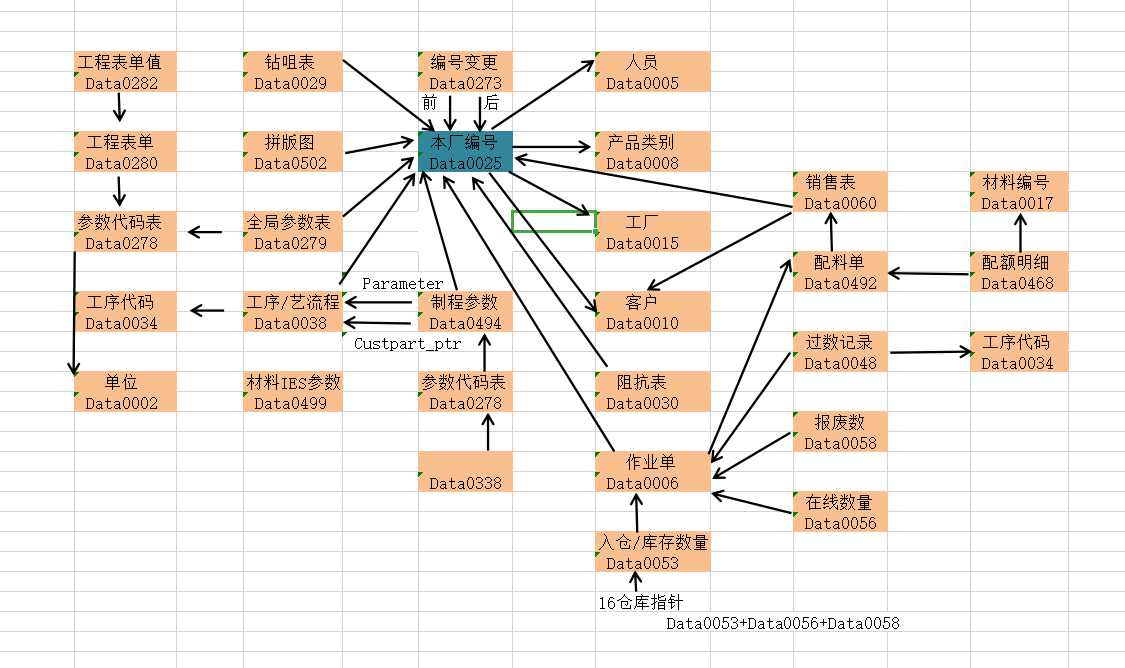 工程表单值
Data0282
钻咀表
Data0029
编号变更
Data0273
人员
Data0005
前
后
工程表单
Data0280
拼版图
Data0502
本厂编号
Data0025
产品类别
Data0008
销售表
Data0060
材料编号
Data0017
参数代码表
Data0278
全局参数表
Data0279
工厂
Data0015
配料单
Data0492
配额明细
Data0468
Parameter
工序代码
Data0034
工序/艺流程
Data0038
制程参数
Data0494
客户
Data0010
Custpart_ptr
过数记录
Data0048
工序代码
Data0034
单位
Data0002
材料IES参数
Data0499
参数代码表
Data0278
阻抗表
Data0030
报废数
Data0058
Data0338
作业单
Data0006
在线数量
Data0056
入仓/库存数量
Data0053
16仓库指针
Data0053+Data0056+Data0058